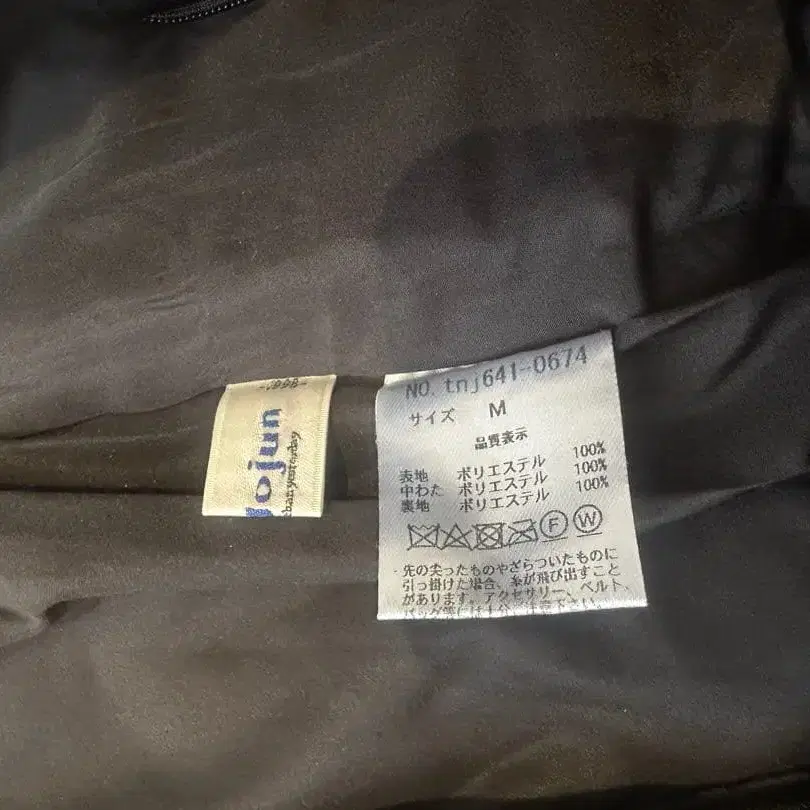 NO. tnj641-0674
サイズ M
品質表示
表地 ポリエステル 100%
中わた ポリエステル 100%
裏地 ポリエステル 100%
F W
・先の尖ったものやざらついたものに
引っ掛けた場合、糸が飛び出すこと
があります。アクセサリー、ベルト、
ojun